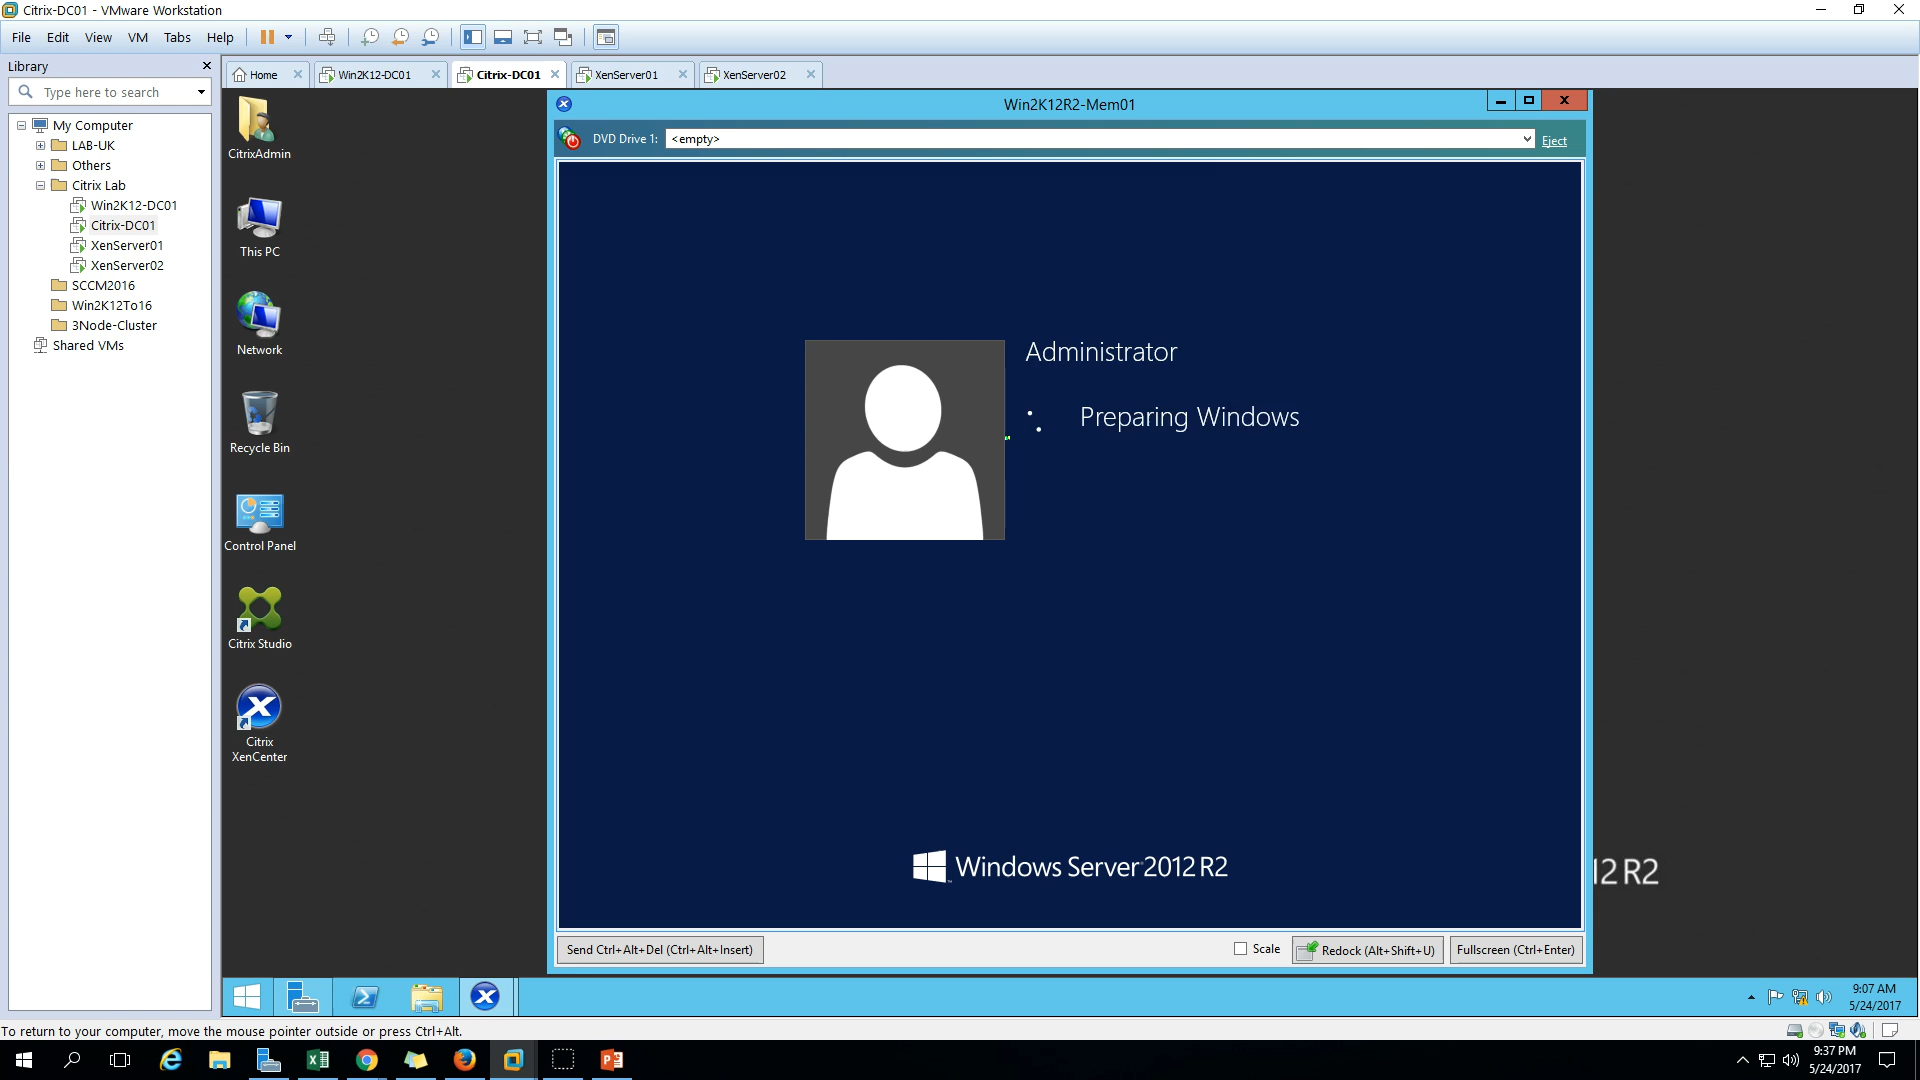 Citrix-DC01 - VMware Workstation
File Edit View VM Tabs Help
Library
Type here to search
My Computer
LAB-UK
Others
Citrix Lab
Win2K12-DC01
Citrix-DC01
XenServer01
XenServer02
SCCM2016
Win2K12To16
3Node-Cluster
Shared VMs
Home
Win2K12-DC01
Citrix-DC01
XenServer01
XenServer02
CitrixAdmin
This PC
Network
Recycle Bin
Control Panel
Citrix Studio
Citrix
XenCenter
Win2K12R2-Mem01
DVD Drive 1: <empty> Eject
Administrator
Preparing Windows
Windows Server 2012 R2
12 R2
Send Ctrl+Alt+Del (Ctrl+Alt+Insert)
Scale
Redock (Alt+Shift+U)
Fullscreen (Ctrl+Enter)
9:07 AM
5/24/2017
To return to your computer, move the mouse pointer outside or press Ctrl+Alt.
9:37 PM
5/24/2017